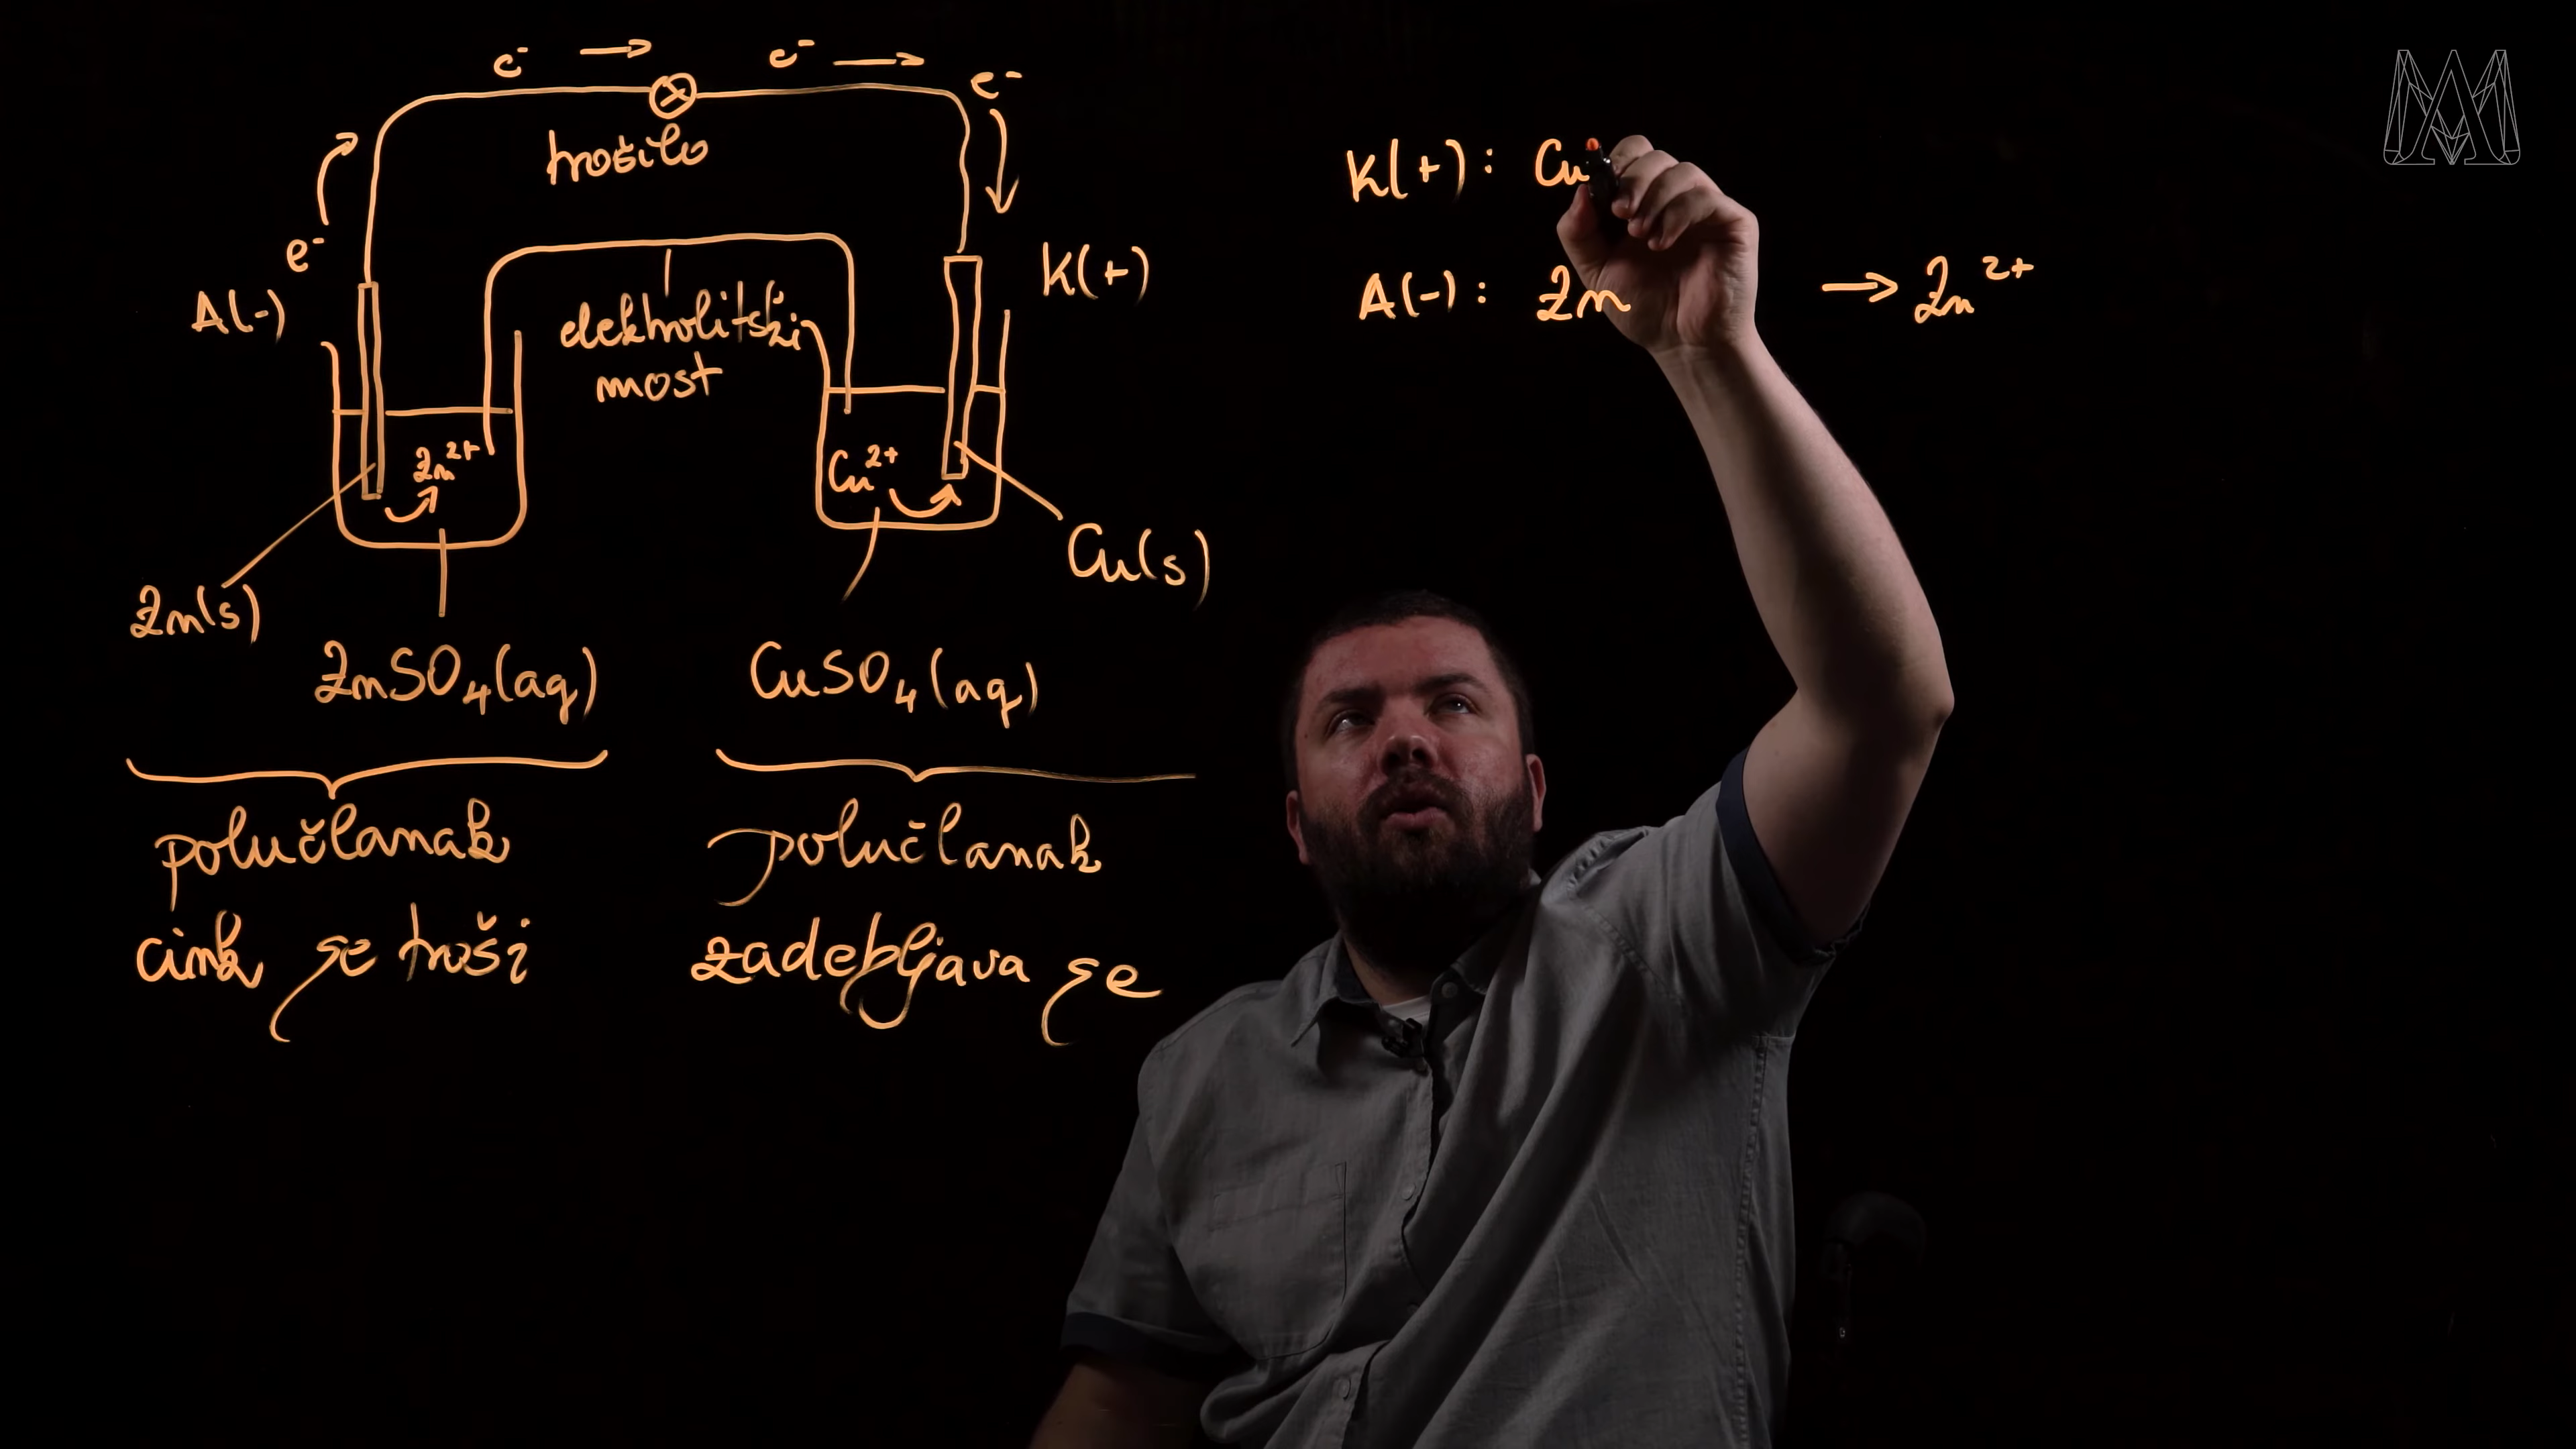 e⁻ → e⁻ → e⁻
trošilo
e⁻
A(-)
K(+)
elektrolitski
most
Zn²⁺
Cu²⁺
Zn(s)
Cu(s)
ZnSO₄(aq)
CuSO₄(aq)
polučlanak
polučlanak
cink se troši
zadebljava se
K(+): Cu
A(-): Zn → Zn²⁺